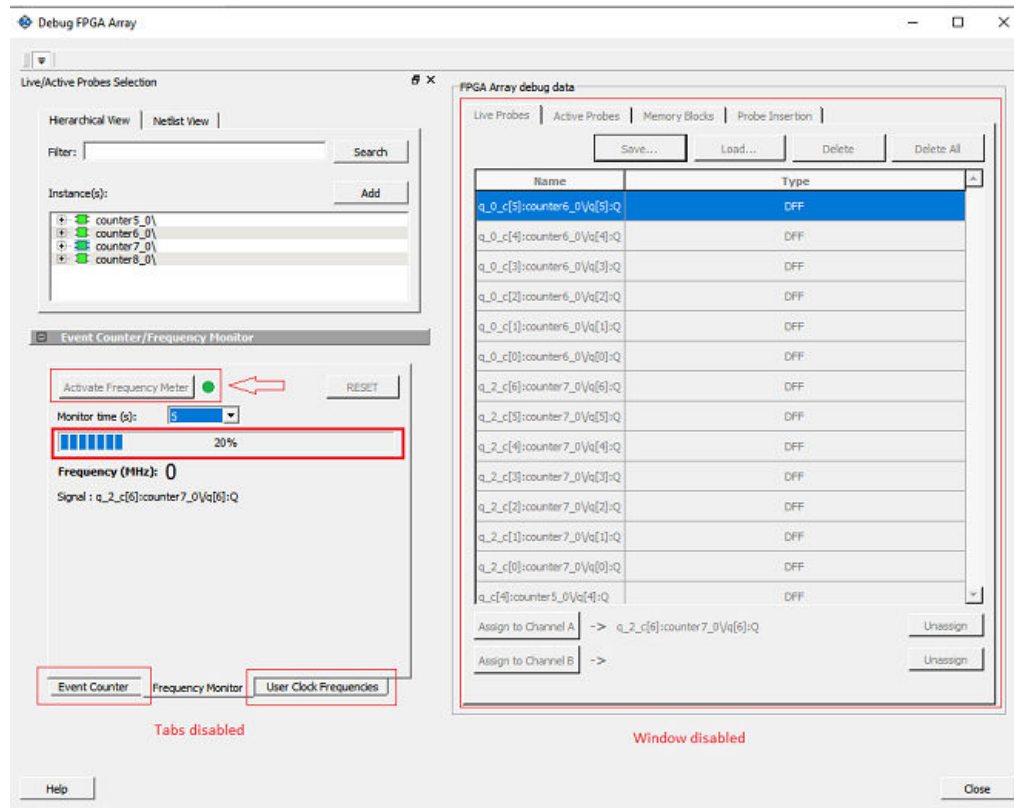 Debug FPGA Array
Live/Active Probes Selection
Hierarchical View
Netlist View
Filter:
Search
Instance(s):
Add
counter5_0\
counter6_0\
counter7_0\
counter8_0\
Event Counter/Frequency Monitor
Activate Frequency Meter
RESET
Monitor time (s):
5
20%
Frequency (MHz): 0
Signal : q_2_c[6]:counter7_0\/q[6]:Q
Event Counter
Frequency Monitor
User Clock Frequencies
Tabs disabled
FPGA Array debug data
Live Probes
Active Probes
Memory Blocks
Probe Insertion
Save...
Load...
Delete
Delete All
Name Type
q_0_c[5]:counter6_0\/q[5]:Q DFF
q_0_c[4]:counter6_0\/q[4]:Q DFF
q_0_c[3]:counter6_0\/q[3]:Q DFF
q_0_c[2]:counter6_0\/q[2]:Q DFF
q_0_c[1]:counter6_0\/q[1]:Q DFF
q_0_c[0]:counter6_0\/q[0]:Q DFF
q_2_c[6]:counter7_0\/q[6]:Q DFF
q_2_c[5]:counter7_0\/q[5]:Q DFF
q_2_c[4]:counter7_0\/q[4]:Q DFF
q_2_c[3]:counter7_0\/q[3]:Q DFF
q_2_c[2]:counter7_0\/q[2]:Q DFF
q_2_c[1]:counter7_0\/q[1]:Q DFF
q_2_c[0]:counter7_0\/q[0]:Q DFF
q_c[4]:counter5_0\/q[4]:Q DFF
Assign to Channel A -> q_2_c[6]:counter7_0\/q[6]:Q Unassign
Assign to Channel B -> Unassign
Window disabled
Help
Close